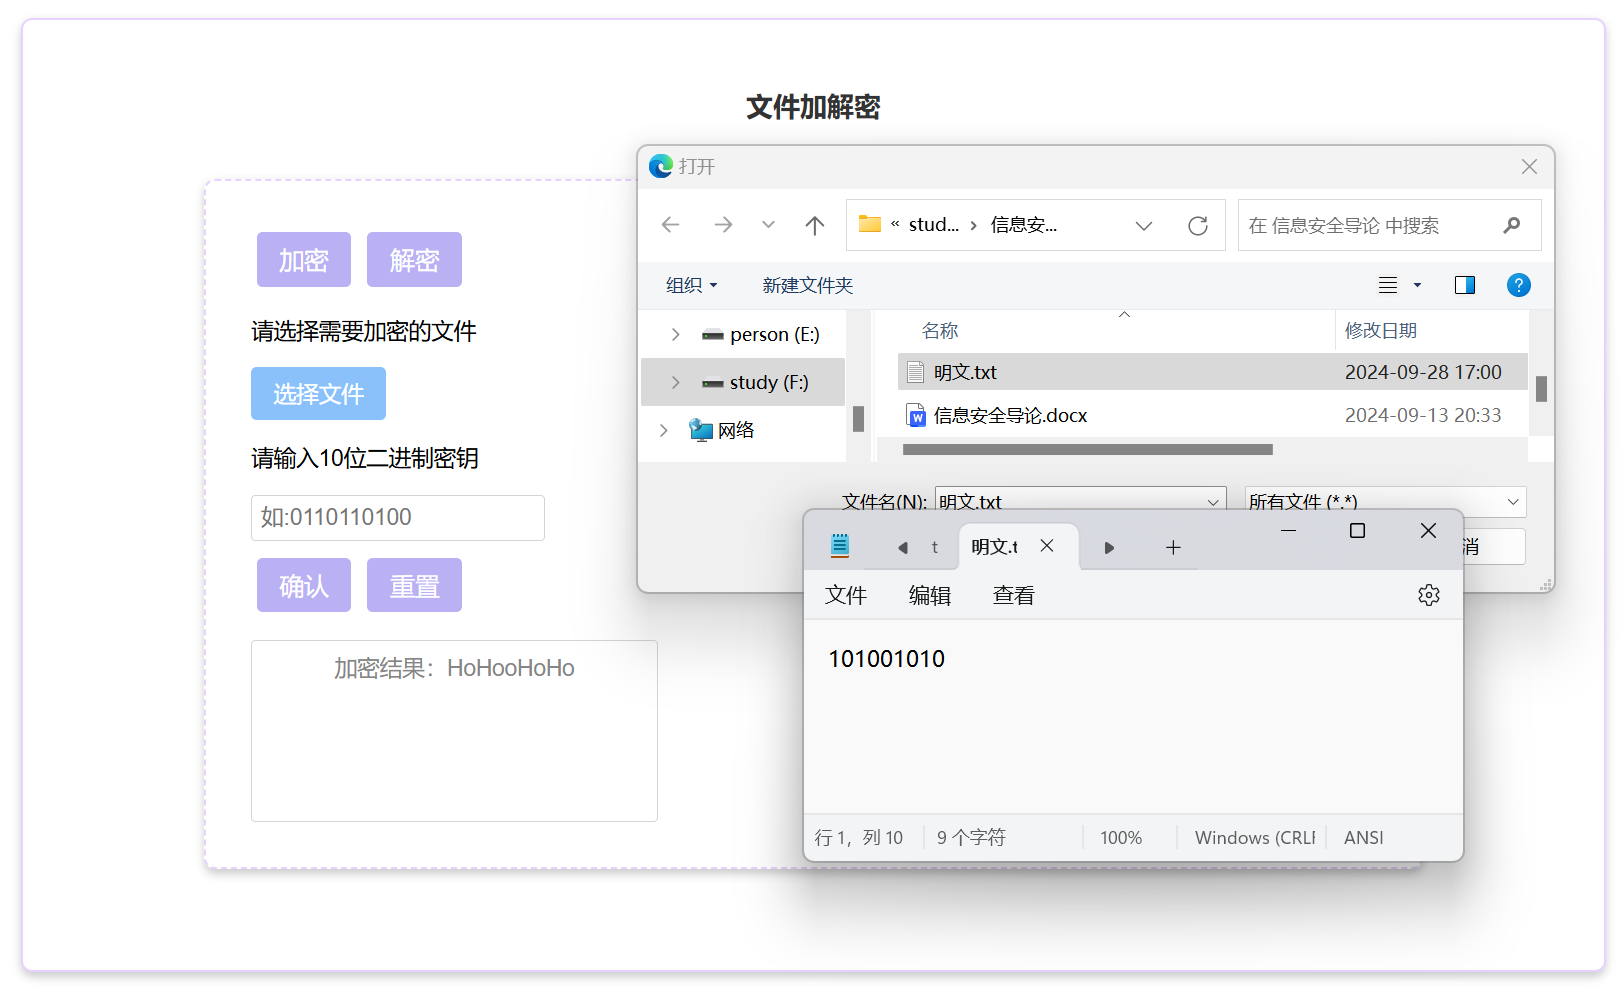 文件加解密
加密 解密
请选择需要加密的文件
选择文件
请输入10位二进制密钥
如:0110110100
确认 重置
加密结果：HoHooHoHo
打开
« stud... › 信息安...
在 信息安全导论 中搜索
组织 新建文件夹
?
person (E:)
study (F:)
网络
名称 修改日期
明文.txt 2024-09-28 17:00
W 信息安全导论.docx 2024-09-13 20:33
文件名(N): 明文.txt 所有文件 (*.*)
消
t 明文.t
文件 编辑 查看
101001010
行 1，列 10 9 个字符 100% Windows (CRLF ANSI